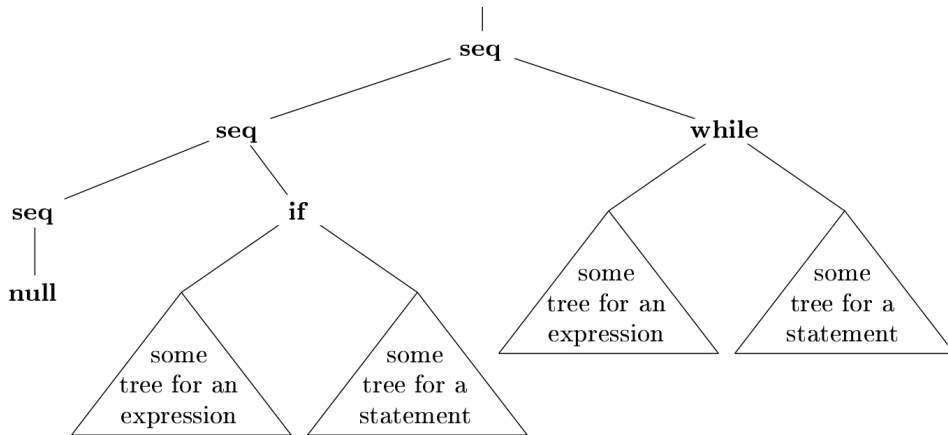 seq
seq
while
seq
if
null
some
tree for an
expression
some
tree for a
statement
some
tree for an
expression
some
tree for a
statement